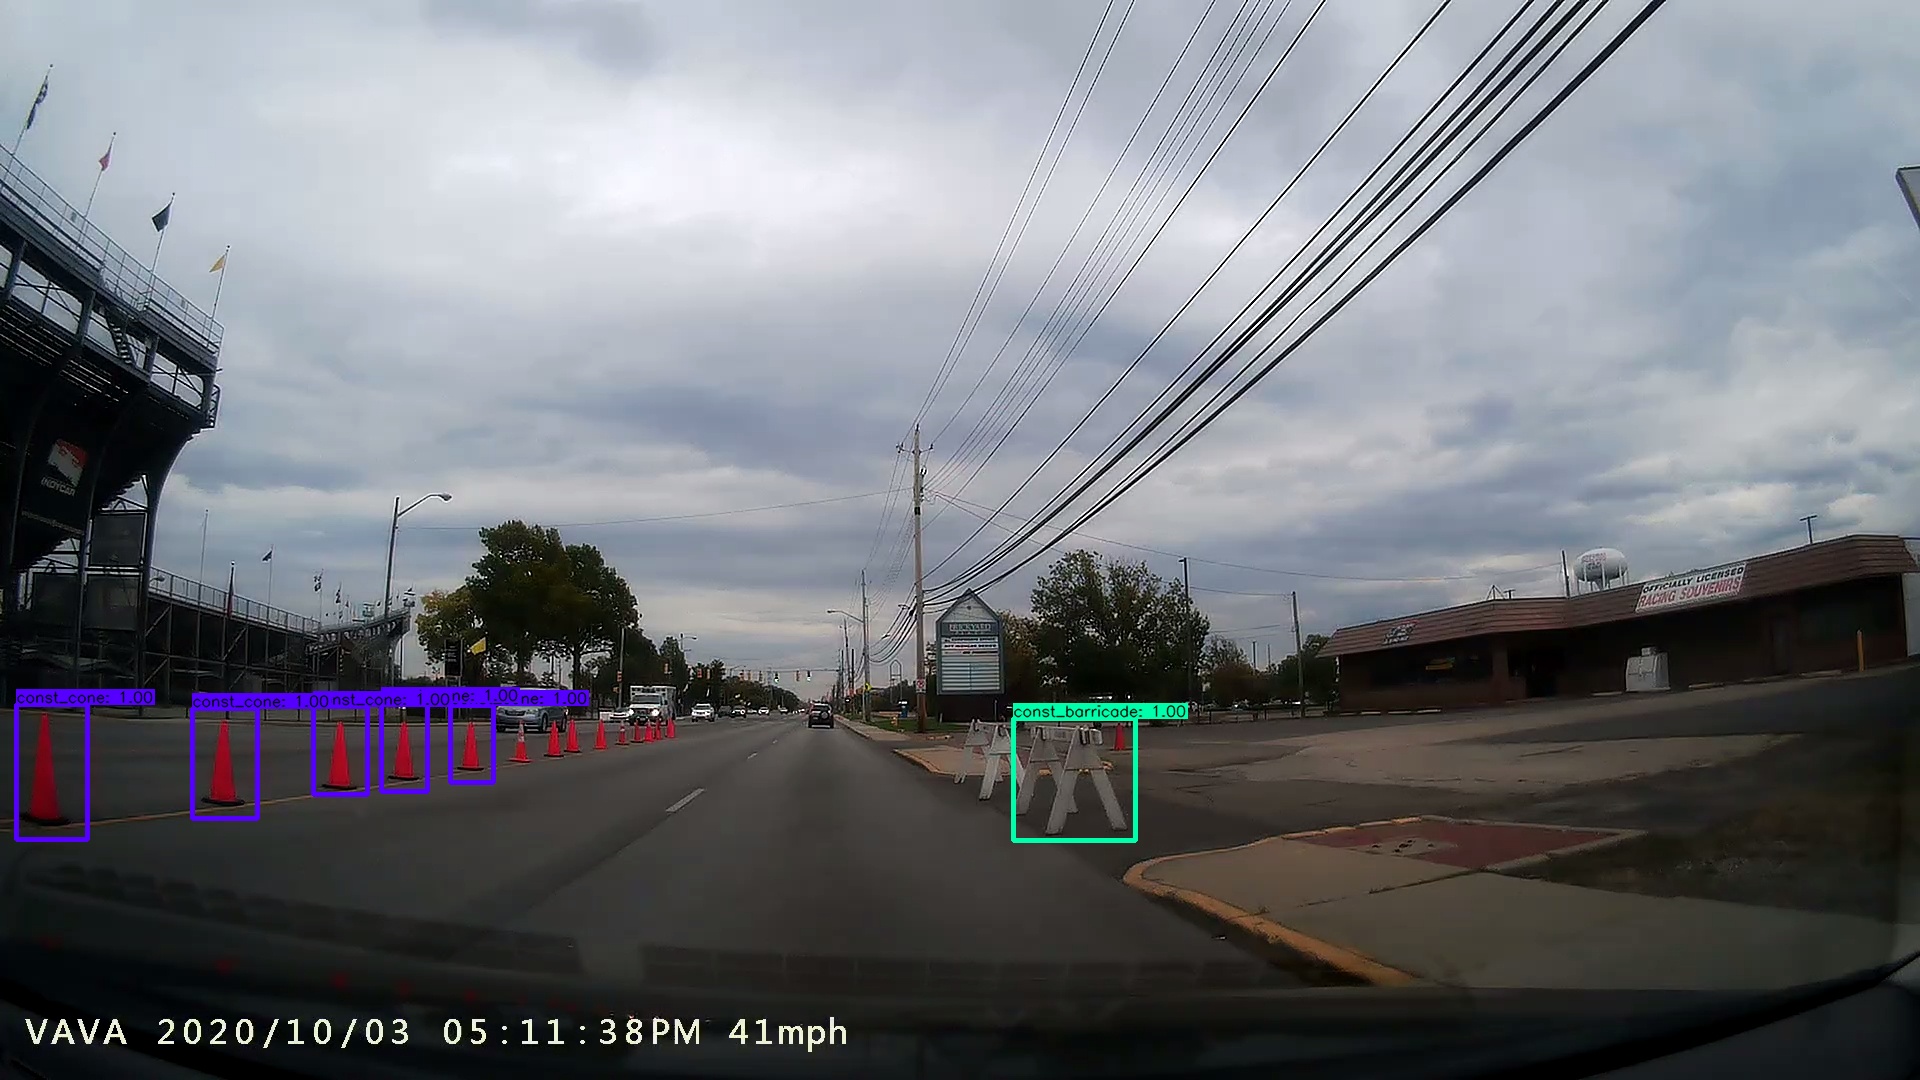 INDYCAR
OFFICIALLY LICENSED
RACING SOUVENIRS
BRICKYARD
const_cone: 1.00
const_cone: 1.00
nst_cone: 1.00
ne: 1.00
ne: 1.00
const_barricade: 1.00
VAVA 2020/10/03 05:11:38PM 41mph